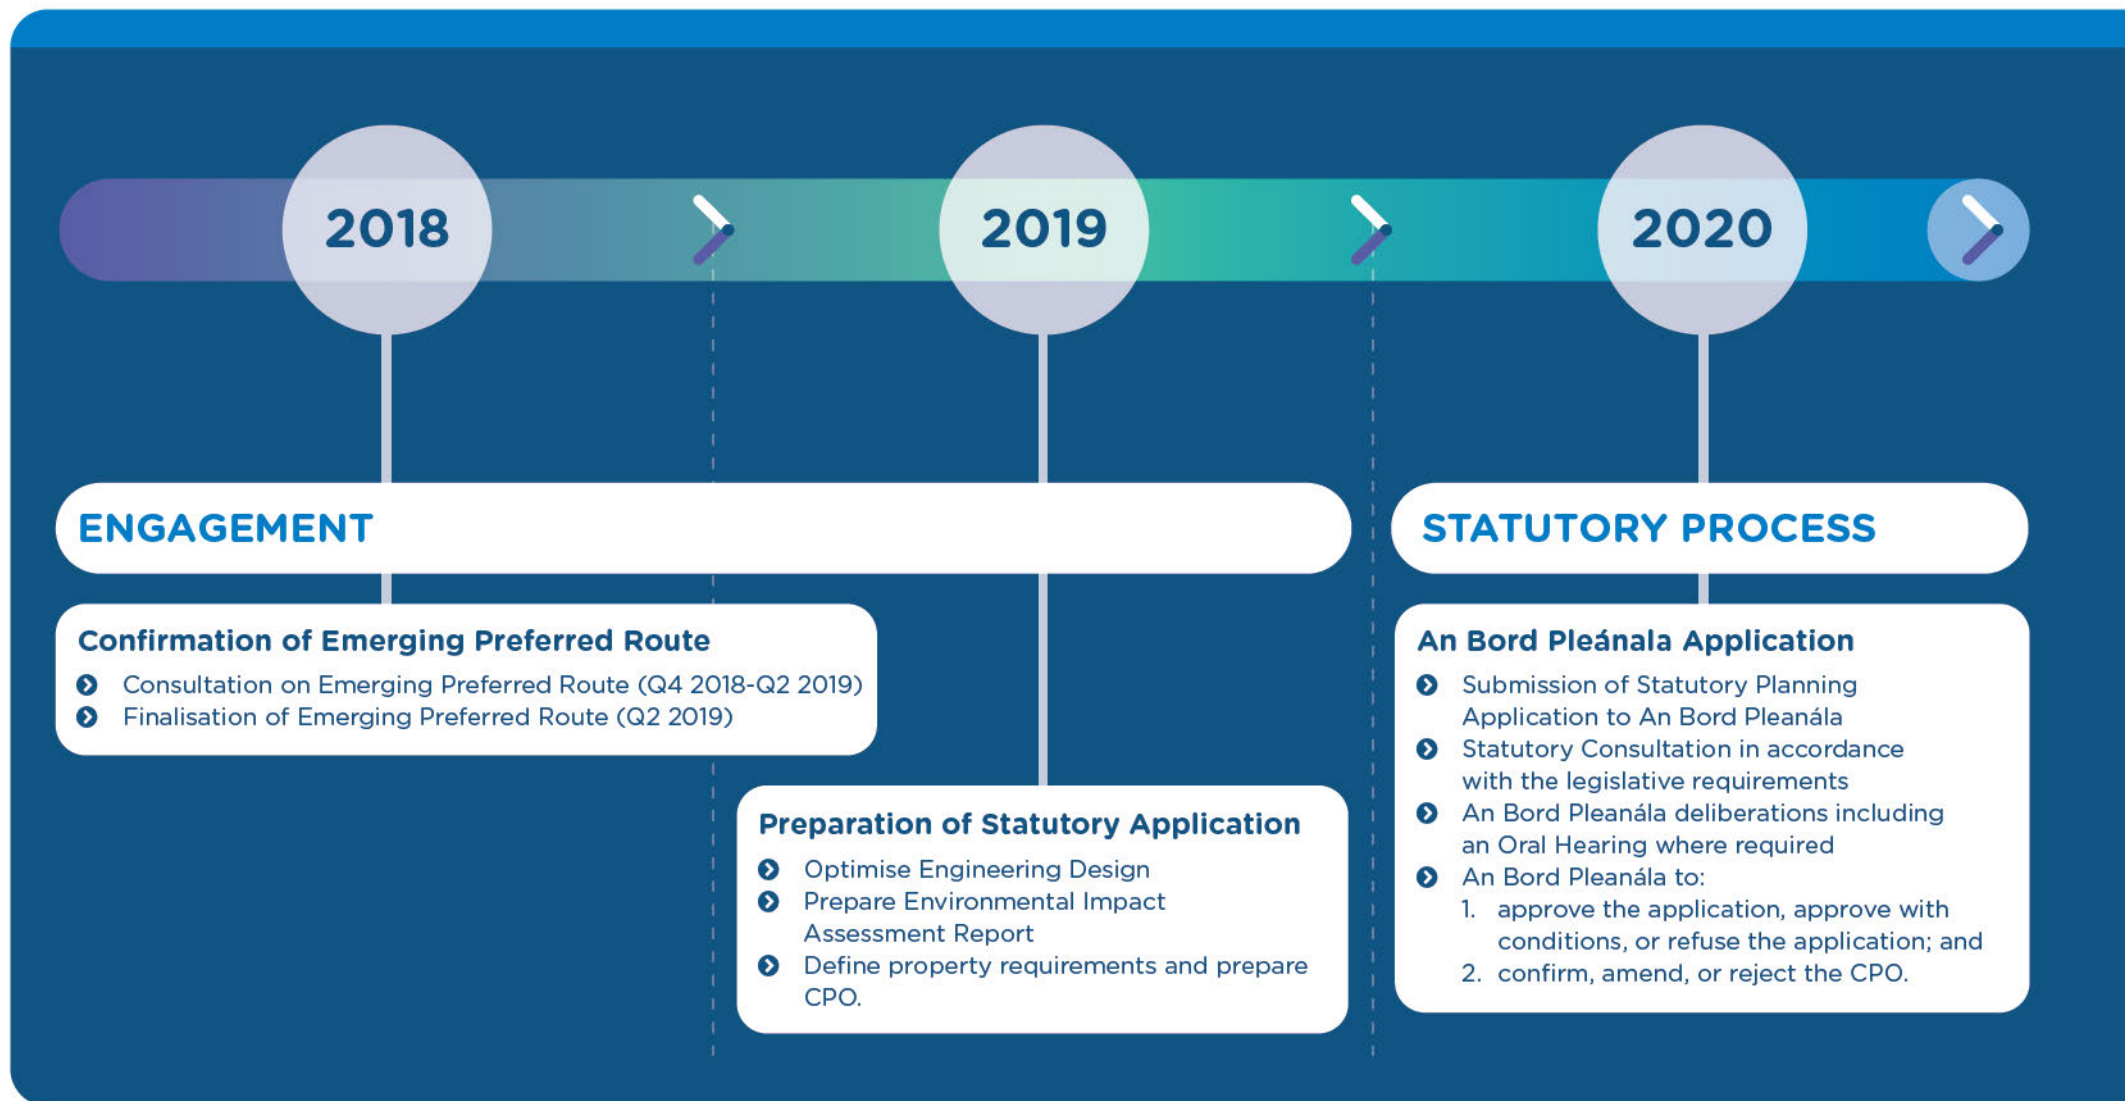 2018
2019
2020
ENGAGEMENT
STATUTORY PROCESS
Confirmation of Emerging Preferred Route
Consultation on Emerging Preferred Route (Q4 2018-Q2 2019)
Finalisation of Emerging Preferred Route (Q2 2019)
Preparation of Statutory Application
Optimise Engineering Design
Prepare Environmental Impact
Assessment Report
Define property requirements and prepare
CPO.
An Bord Pleánala Application
Submission of Statutory Planning
Application to An Bord Pleanála
Statutory Consultation in accordance
with the legislative requirements
An Bord Pleanála deliberations including
an Oral Hearing where required
An Bord Pleanála to:
1. approve the application, approve with
conditions, or refuse the application; and
2. confirm, amend, or reject the CPO.